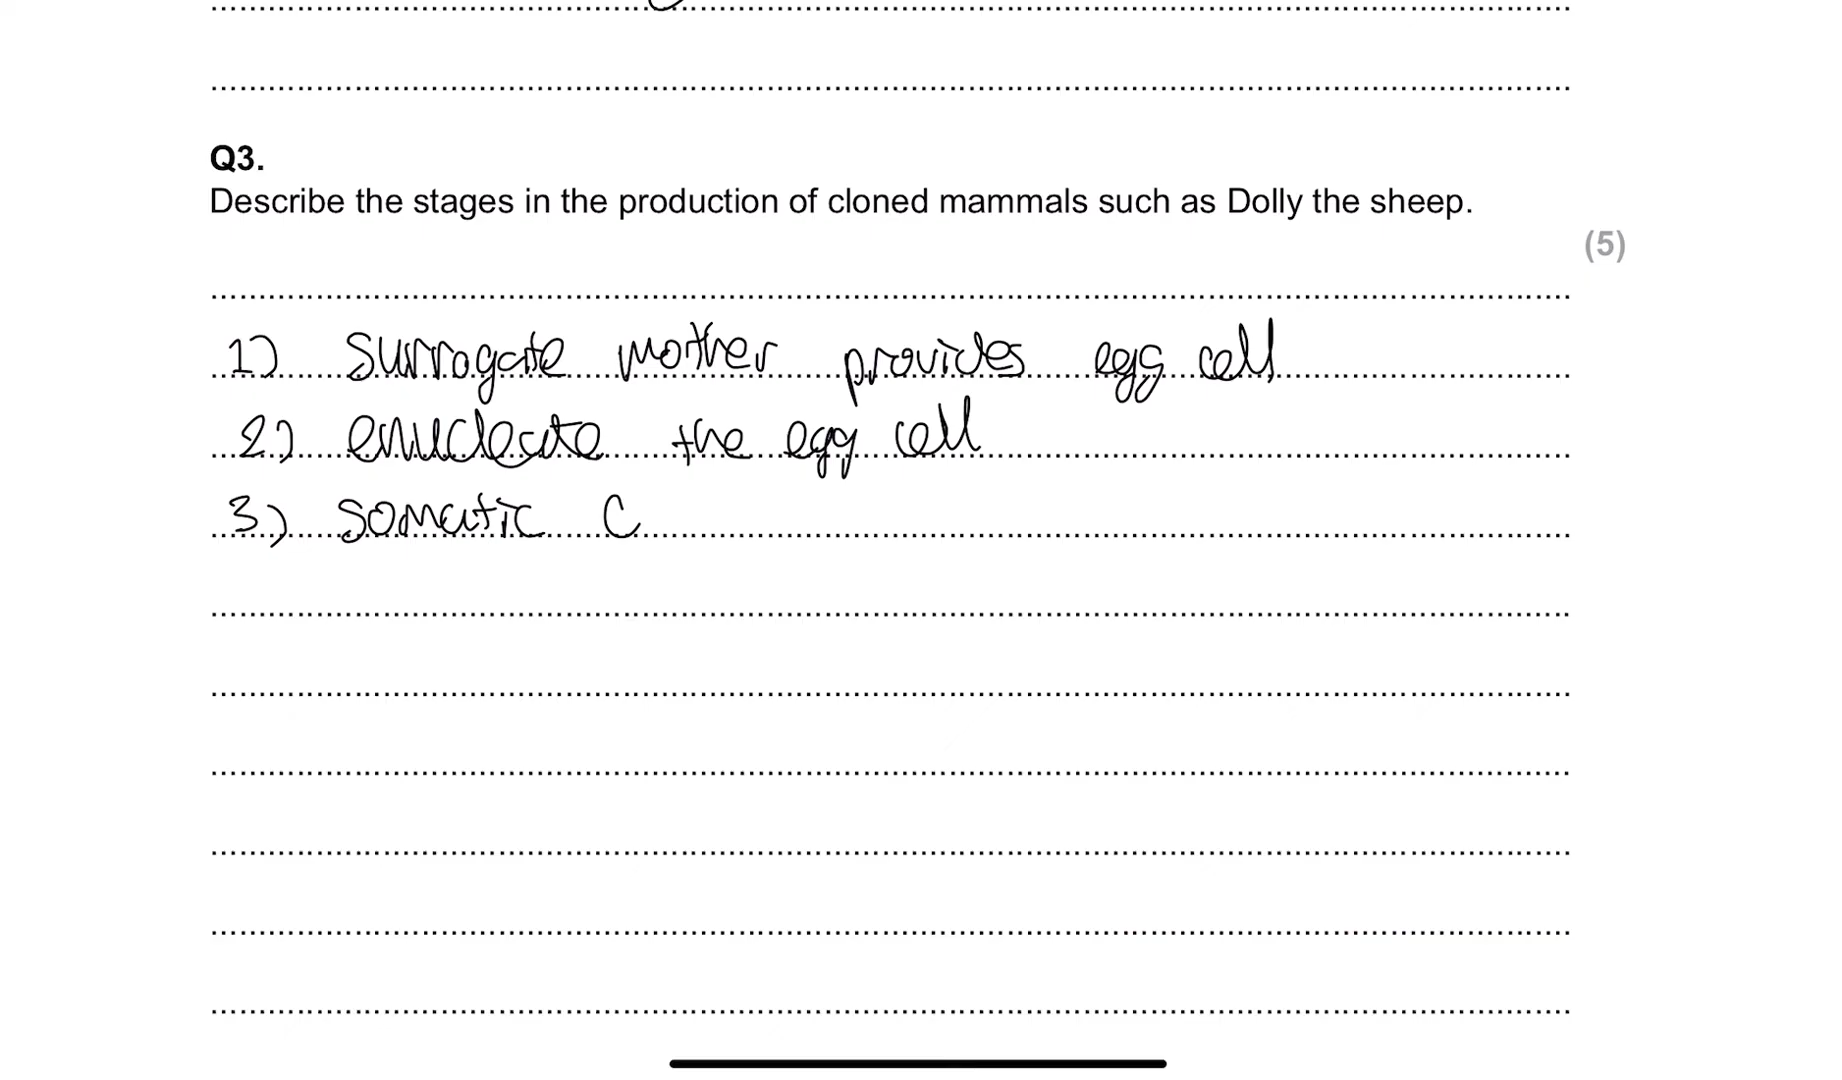 Q3.
Describe the stages in the production of cloned mammals such as Dolly the sheep.
(5)
1) surrogate mother provides egg cell
2) enucleate the egg cell
3) somatic C